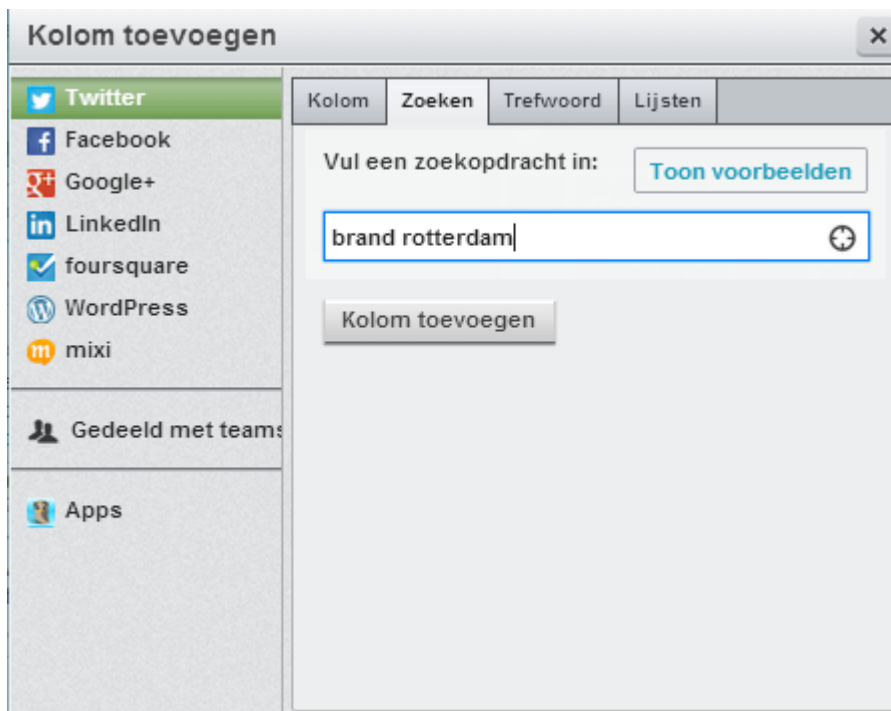 Kolom toevoegen
Twitter
Facebook
Google+
LinkedIn
foursquare
WordPress
mixi
Gedeeld met teams
Apps
Kolom
Zoeken
Trefwoord
Lijsten
Vul een zoekopdracht in:
Toon voorbeelden
brand rotterdam
Kolom toevoegen